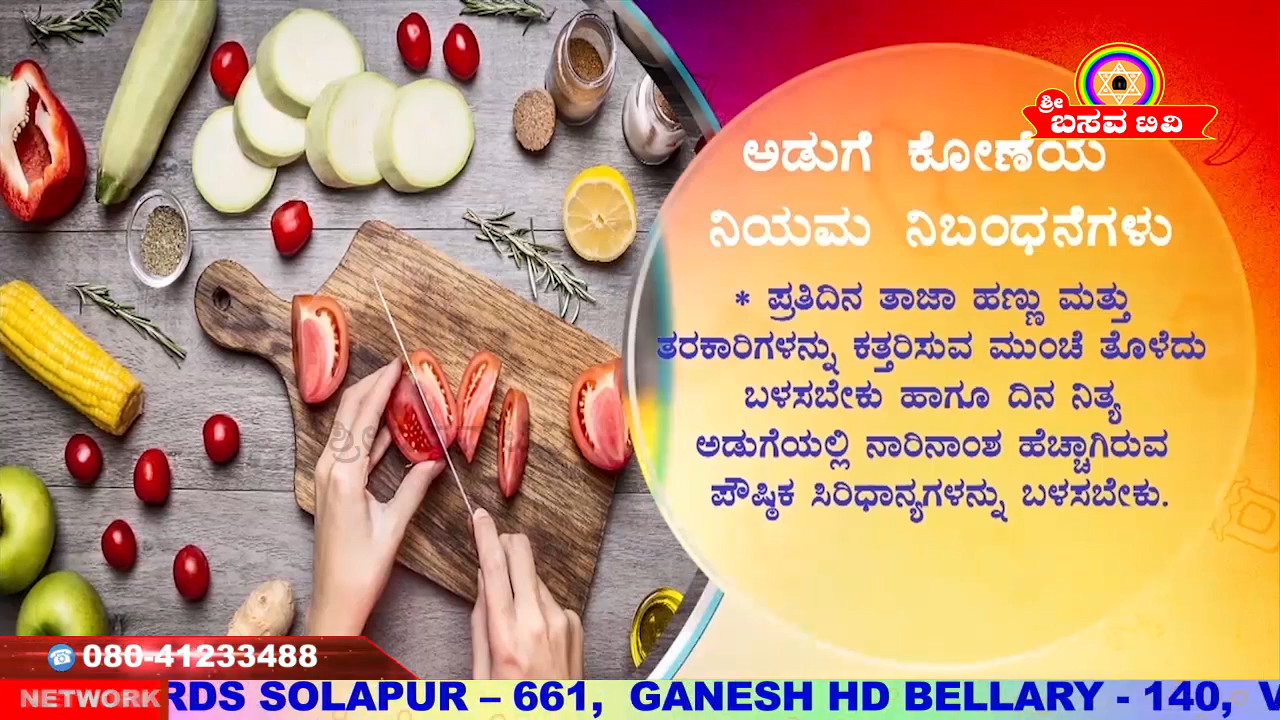 ಶ್ರೀ
ಬಸವ ಟಿವಿ
ಅಡುಗೆ ಕೋಣೆಯ
ನಿಯಮ ನಿಬಂಧನೆಗಳು
* ಪ್ರತಿದಿನ ತಾಜಾ ಹಣ್ಣು ಮತ್ತು
ತರಕಾರಿಗಳನ್ನು ಕತ್ತರಿಸುವ ಮುಂಚೆ ತೊಳೆದು
ಬಳಸಬೇಕು ಹಾಗೂ ದಿನ ನಿತ್ಯ
ಅಡುಗೆಯಲ್ಲಿ ನಾರಿನಾಂಶ ಹೆಚ್ಚಾಗಿರುವ
ಪೌಷ್ಠಿಕ ಸಿರಿಧಾನ್ಯಗಳನ್ನು ಬಳಸಬೇಕು.
080-41233488
NETWORK RDS SOLAPUR – 661, GANESH HD BELLARY - 140, V